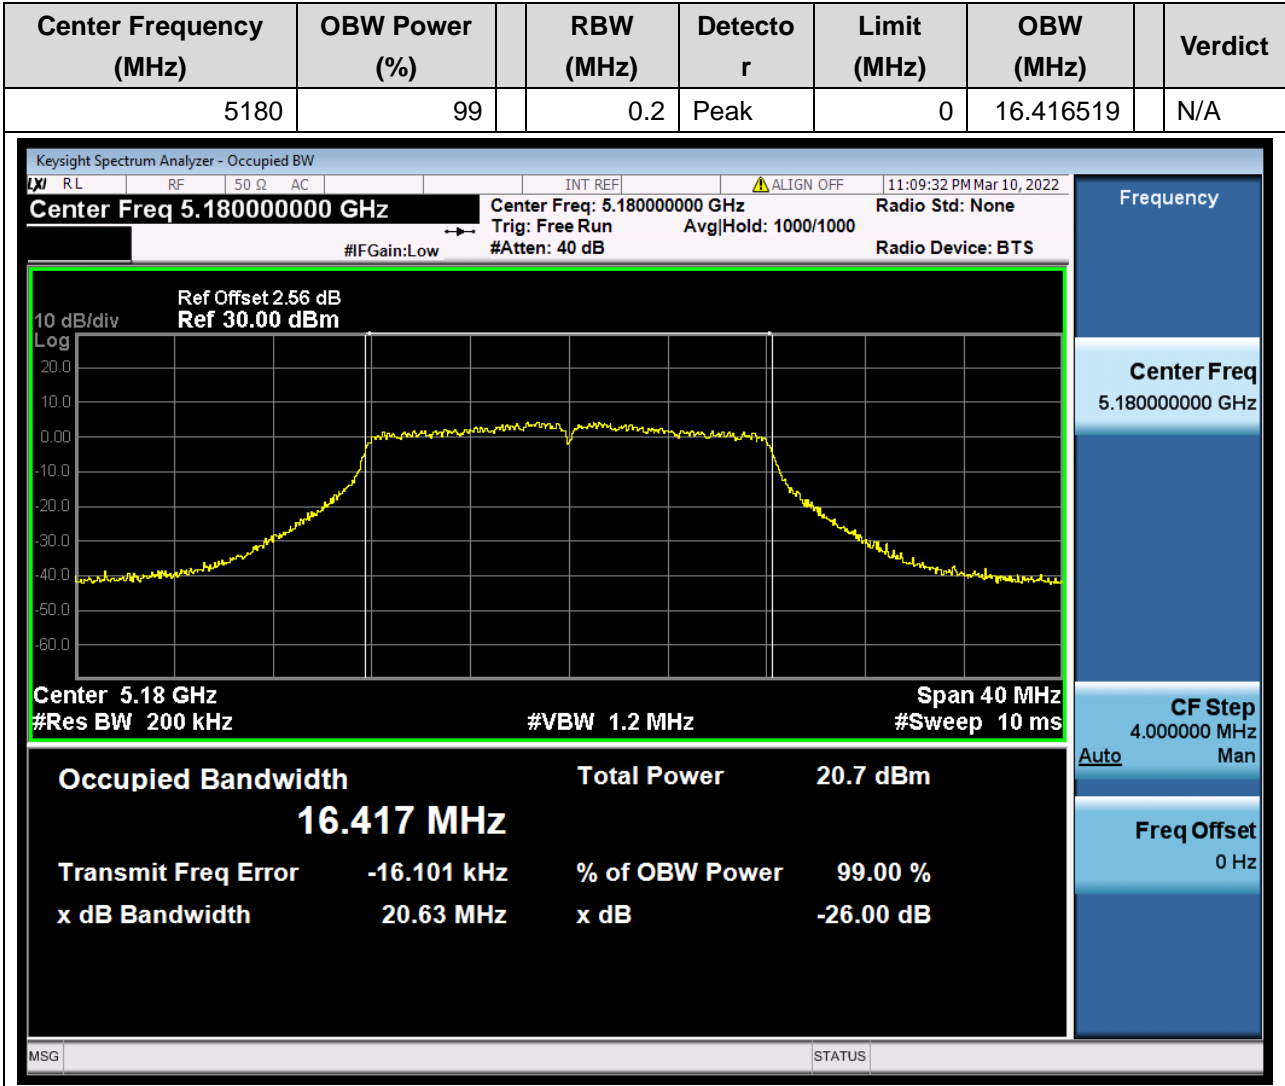 Center Frequency (MHz) OBW Power (%) RBW (MHz) Detecto r Limit (MHz) OBW (MHz) Verdict
5180 99 0.2 Peak 0 16.416519 N/A
Keysight Spectrum Analyzer - Occupied BW
LXI RL RF 50 Ω AC INT REF ALIGN OFF 11:09:32 PM Mar 10, 2022
Center Freq 5.180000000 GHz
Center Freq: 5.180000000 GHz Radio Std: None
Trig: Free Run Avg|Hold: 1000/1000
#IFGain:Low #Atten: 40 dB Radio Device: BTS
Ref Offset 2.56 dB
10 dB/div Ref 30.00 dBm
Log
20.0
10.0
0.00
-10.0
-20.0
-30.0
-40.0
-50.0
-60.0
Center 5.18 GHz Span 40 MHz
#Res BW 200 kHz #VBW 1.2 MHz #Sweep 10 ms
Occupied Bandwidth Total Power 20.7 dBm
16.417 MHz
Transmit Freq Error -16.101 kHz % of OBW Power 99.00 %
x dB Bandwidth 20.63 MHz x dB -26.00 dB
MSG STATUS
Frequency
Center Freq
5.180000000 GHz
CF Step
4.000000 MHz
Auto Man
Freq Offset
0 Hz